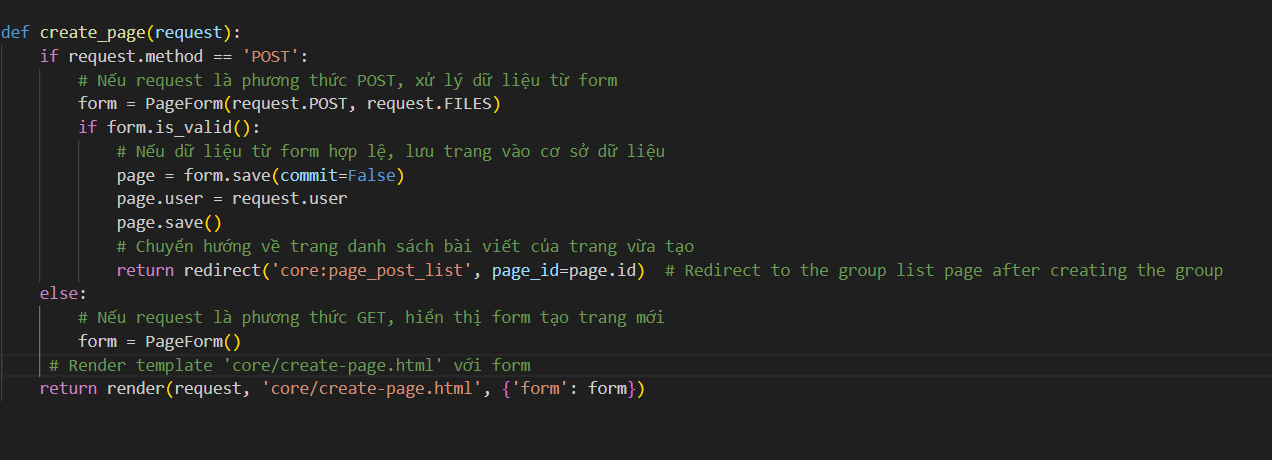 def create_page(request):
    if request.method == 'POST':
        # Nếu request là phương thức POST, xử lý dữ liệu từ form
        form = PageForm(request.POST, request.FILES)
        if form.is_valid():
            # Nếu dữ liệu từ form hợp lệ, lưu trang vào cơ sở dữ liệu
            page = form.save(commit=False)
            page.user = request.user
            page.save()
            # Chuyển hướng về trang danh sách bài viết của trang vừa tạo
            return redirect('core:page_post_list', page_id=page.id)  # Redirect to the group list page after creating the group
    else:
        # Nếu request là phương thức GET, hiển thị form tạo trang mới
        form = PageForm()
     # Render template 'core/create-page.html' với form
    return render(request, 'core/create-page.html', {'form': form})